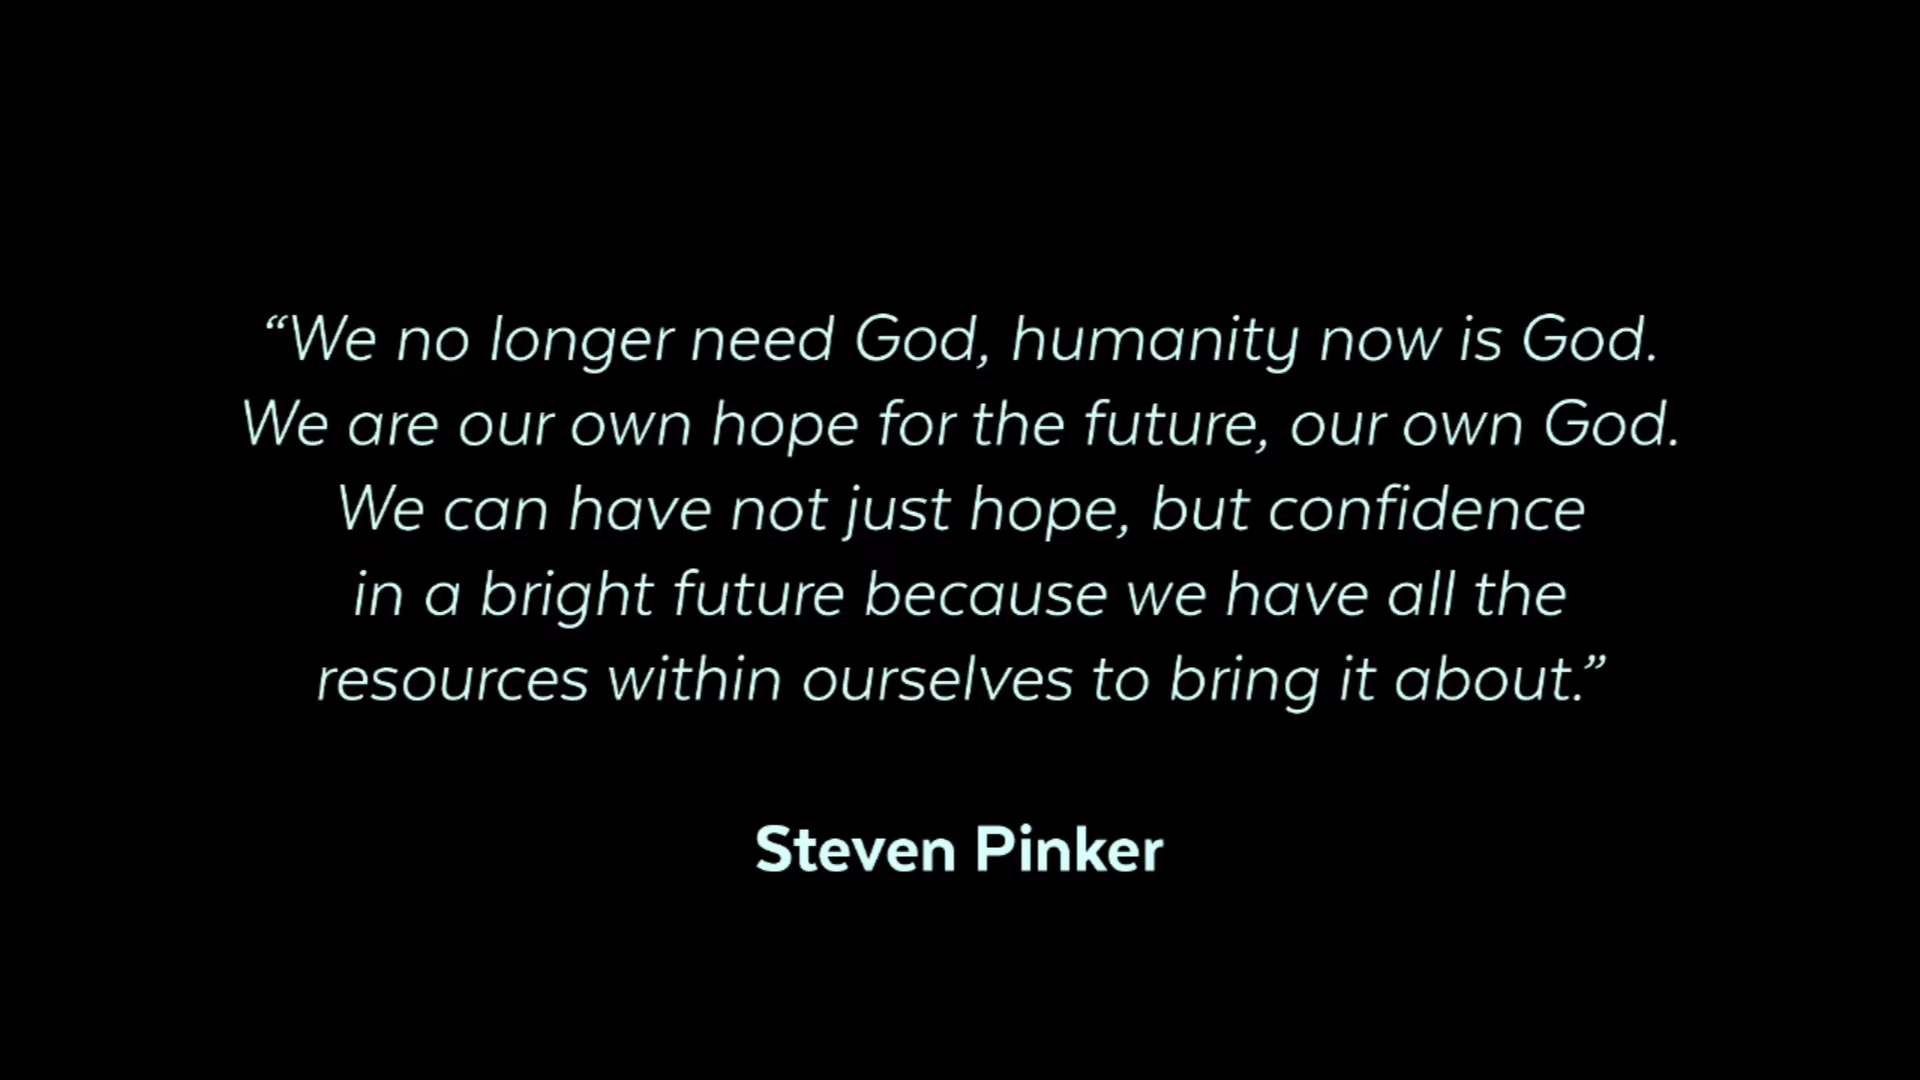 “We no longer need God, humanity now is God.
We are our own hope for the future, our own God.
We can have not just hope, but confidence
in a bright future because we have all the
resources within ourselves to bring it about.”
Steven Pinker